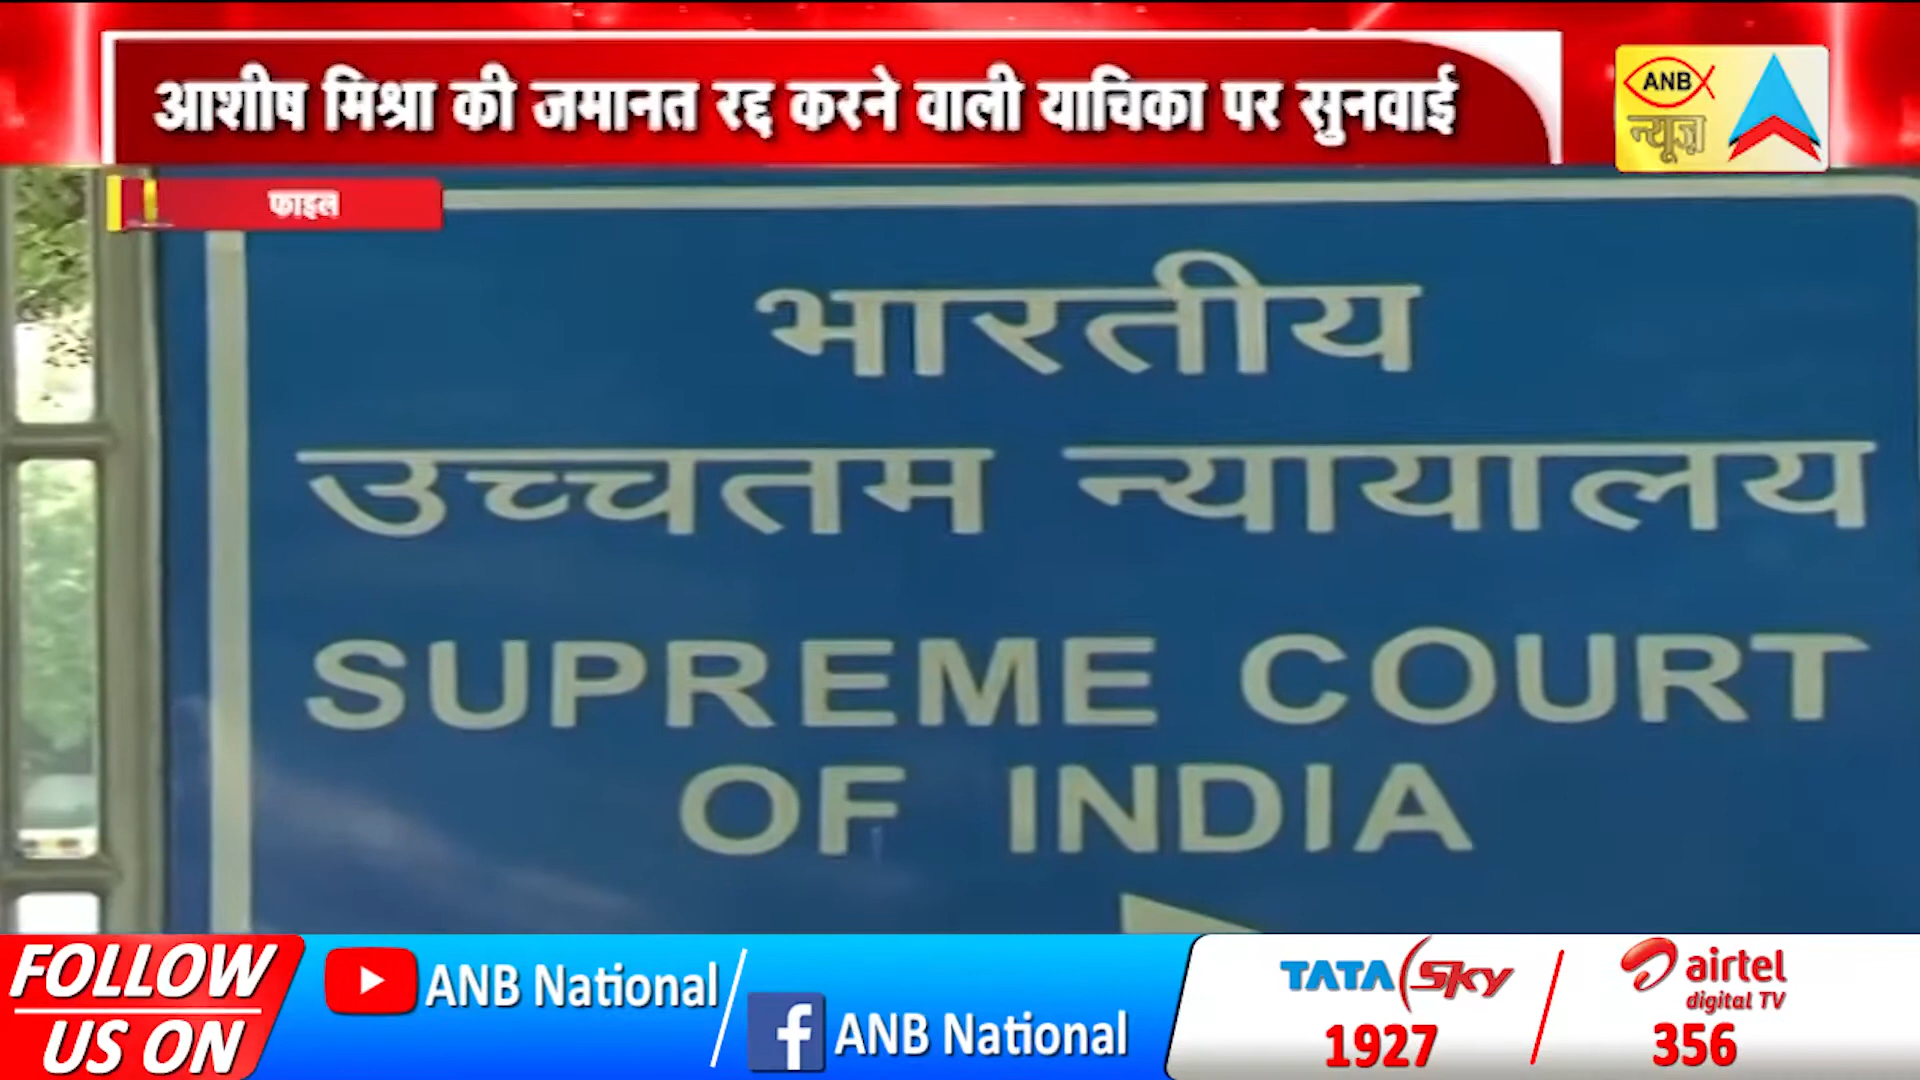 आशीष मिश्रा की जमानत रद्द करने वाली याचिका पर सुनवाई
ANB
न्यूज़
फाइल
भारतीय
उच्चतम न्यायालय
SUPREME COURT
OF INDIA
FOLLOW
US ON
ANB National
f ANB National
TATA Sky
1927
airtel
digital TV
356